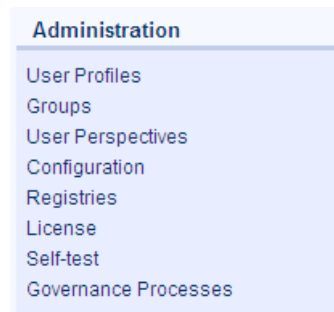 Administration
User Profiles
Groups
User Perspectives
Configuration
Registries
License
Self-test
Governance Processes